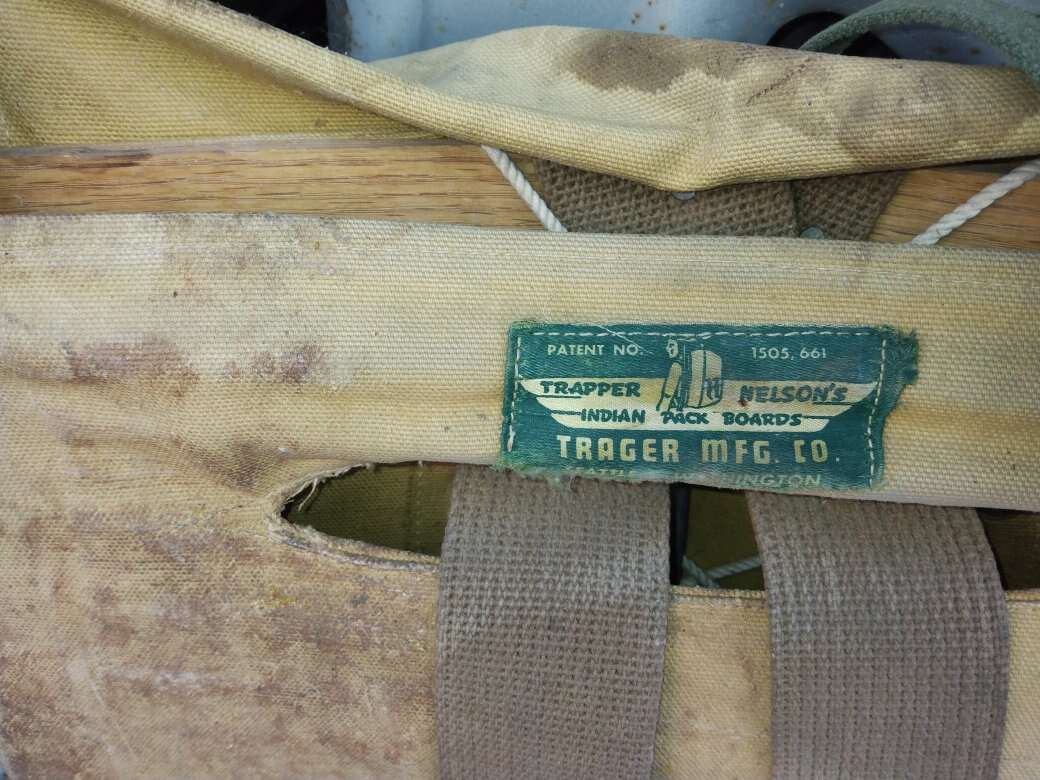 PATENT NO. 1505,661
TRAPPER NELSON'S
INDIAN PACK BOARDS
TRAGER MFG. CO.